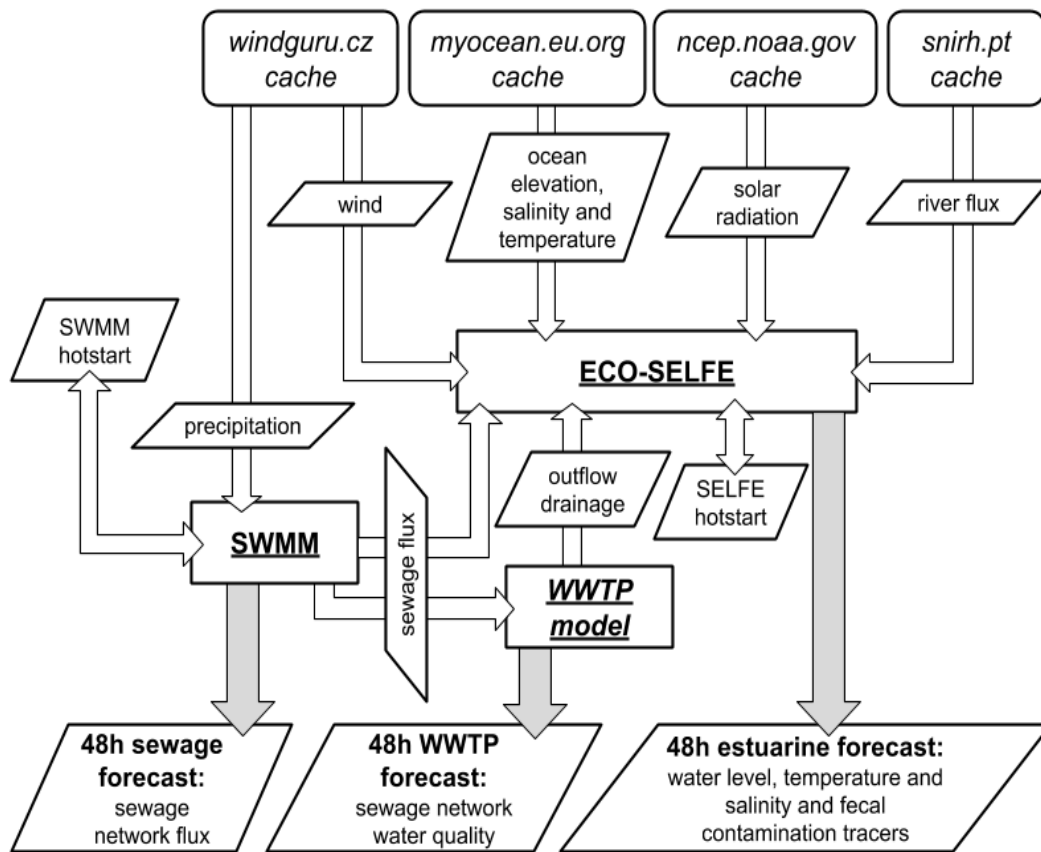 windguru.cz
cache
myocean.eu.org
cache
ncep.noaa.gov
cache
snirh.pt
cache
wind
ocean
elevation,
salinity and
temperature
solar
radiation
river flux
SWMM
hotstart
ECO-SELFE
precipitation
sewage flux
outflow
drainage
SELFE
hotstart
SWMM
WWTP
model
48h sewage
forecast:
sewage
network flux
48h WWTP
forecast:
sewage network
water quality
48h estuarine forecast:
water level, temperature and
salinity and fecal
contamination tracers